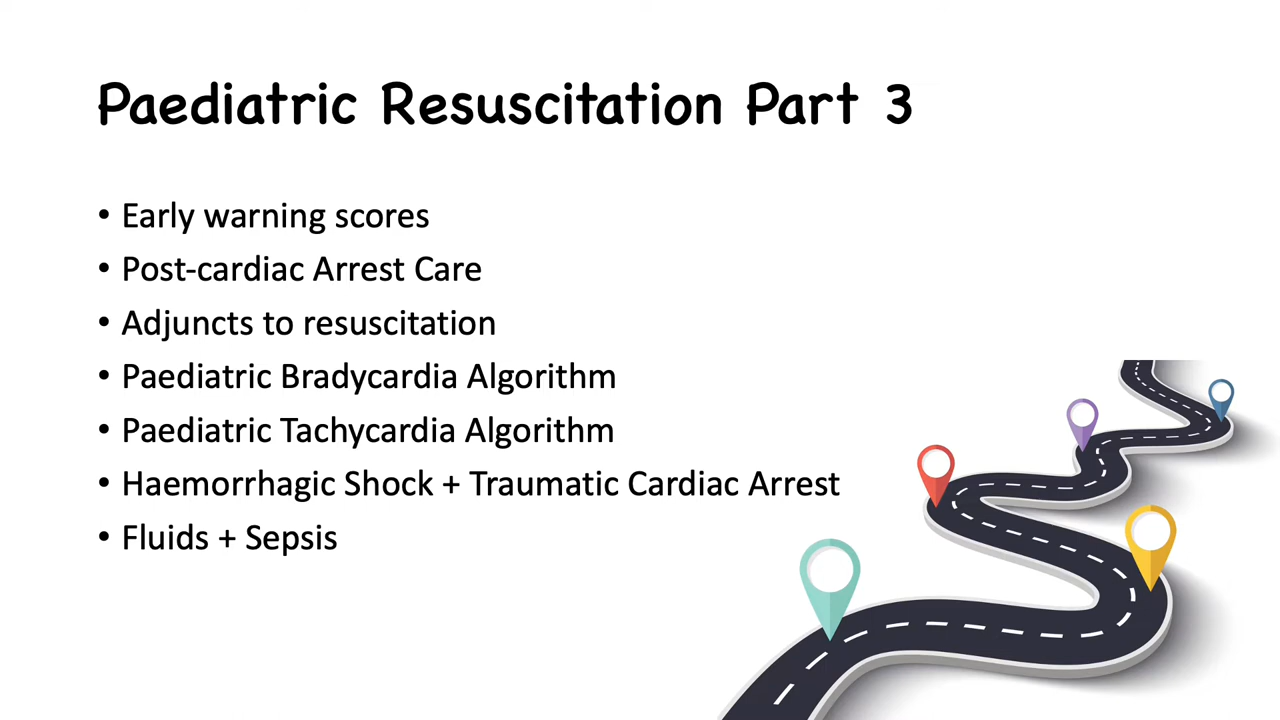 Paediatric Resuscitation Part 3
• Early warning scores
• Post-cardiac Arrest Care
• Adjuncts to resuscitation
• Paediatric Bradycardia Algorithm
• Paediatric Tachycardia Algorithm
• Haemorrhagic Shock + Traumatic Cardiac Arrest
• Fluids + Sepsis